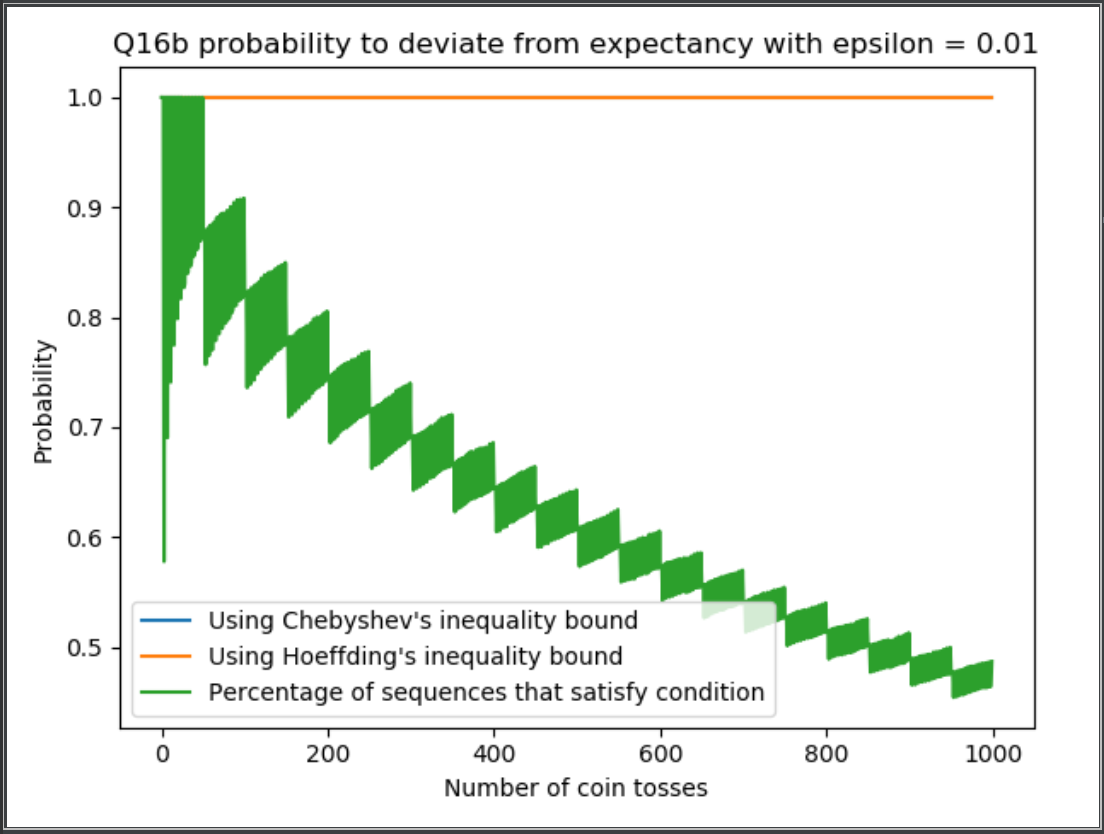 Q16b probability to deviate from expectancy with epsilon = 0.01
1.0
0.9
0.8
0.7
0.6
0.5
Probability
Using Chebyshev's inequality bound
Using Hoeffding's inequality bound
Percentage of sequences that satisfy condition
0 200 400 600 800 1000
Number of coin tosses